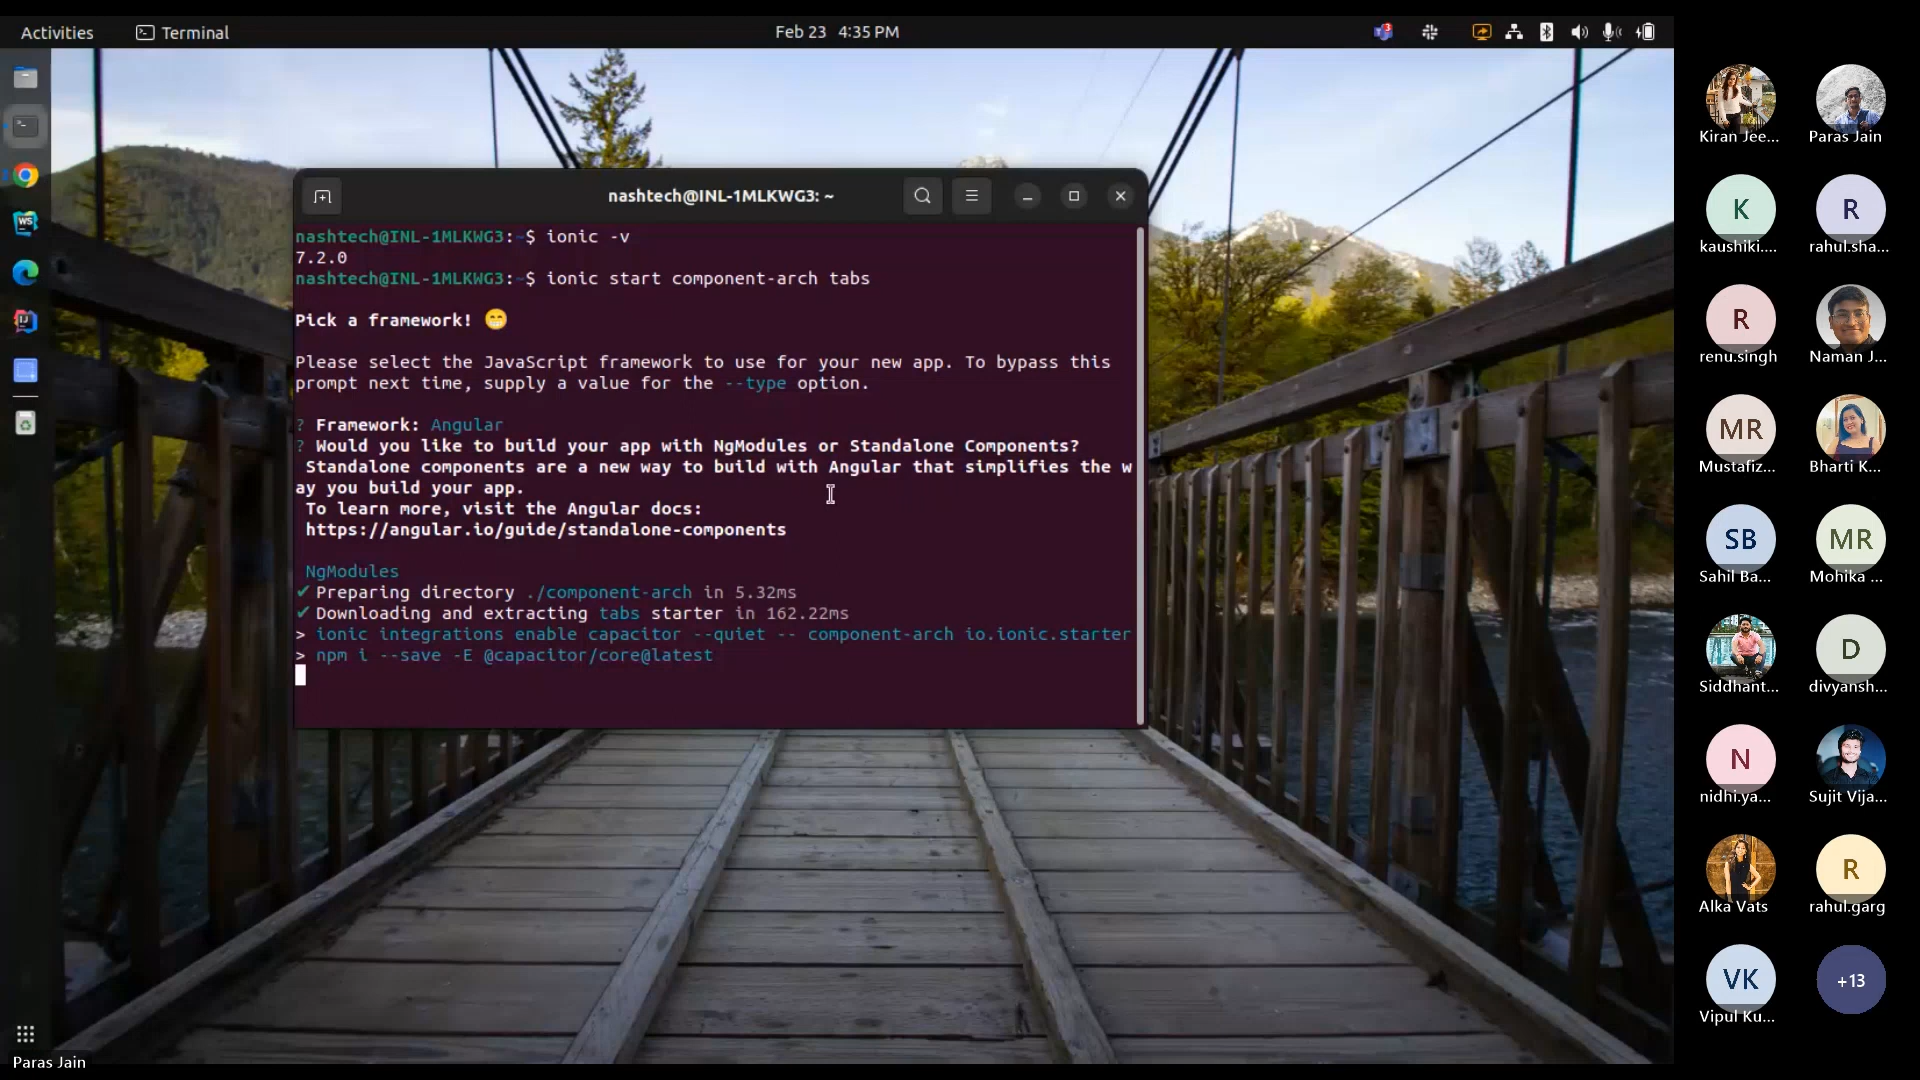 Activities
Terminal
Feb 23 4:35 PM
nashtech@INL-1MLKWG3: ~
nashtech@INL-1MLKWG3:~$ ionic -v
7.2.0
nashtech@INL-1MLKWG3:~$ ionic start component-arch tabs
Pick a framework! 😁
Please select the JavaScript framework to use for your new app. To bypass this
prompt next time, supply a value for the --type option.
? Framework: Angular
? Would you like to build your app with NgModules or Standalone Components?
Standalone components are a new way to build with Angular that simplifies the w
ay you build your app.
To learn more, visit the Angular docs:
https://angular.io/guide/standalone-components
NgModules
✔ Preparing directory ./component-arch in 5.32ms
✔ Downloading and extracting tabs starter in 162.22ms
> ionic integrations enable capacitor --quiet -- component-arch io.ionic.starter
> npm i --save -E @capacitor/core@latest
Kiran Jee...
Paras Jain
K
kaushiki....
R
rahul.sha...
R
renu.singh
Naman J...
MR
Mustafiz...
Bharti K...
SB
Sahil Ba...
MR
Mohika ...
Siddhant...
D
divyansh...
N
nidhi.ya...
Sujit Vija...
Alka Vats
R
rahul.garg
VK
Vipul Ku...
+13
Paras Jain